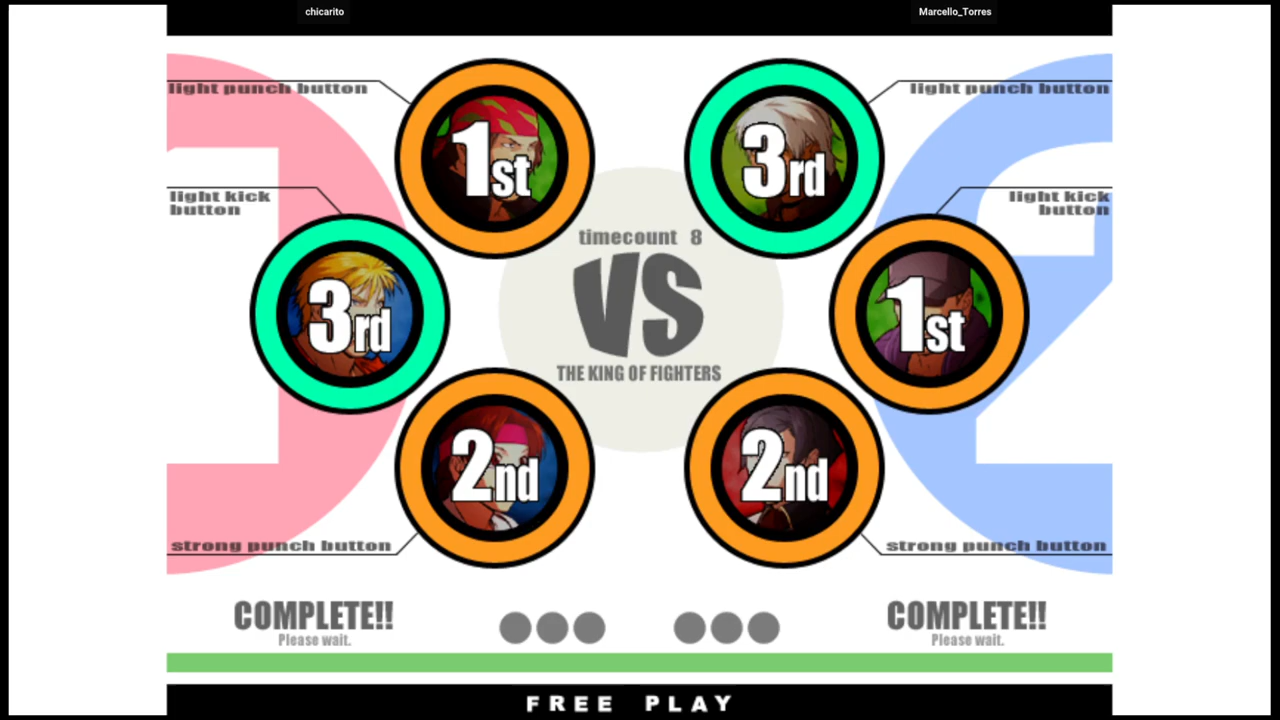 chicarito
Marcello_Torres
light punch button
light punch button
1st
3rd
light kick
button
light kick
button
timecount 8
VS
THE KING OF FIGHTERS
3rd
1st
2nd
2nd
strong punch button
strong punch button
COMPLETE!!
Please wait.
COMPLETE!!
Please wait.
FREE PLAY